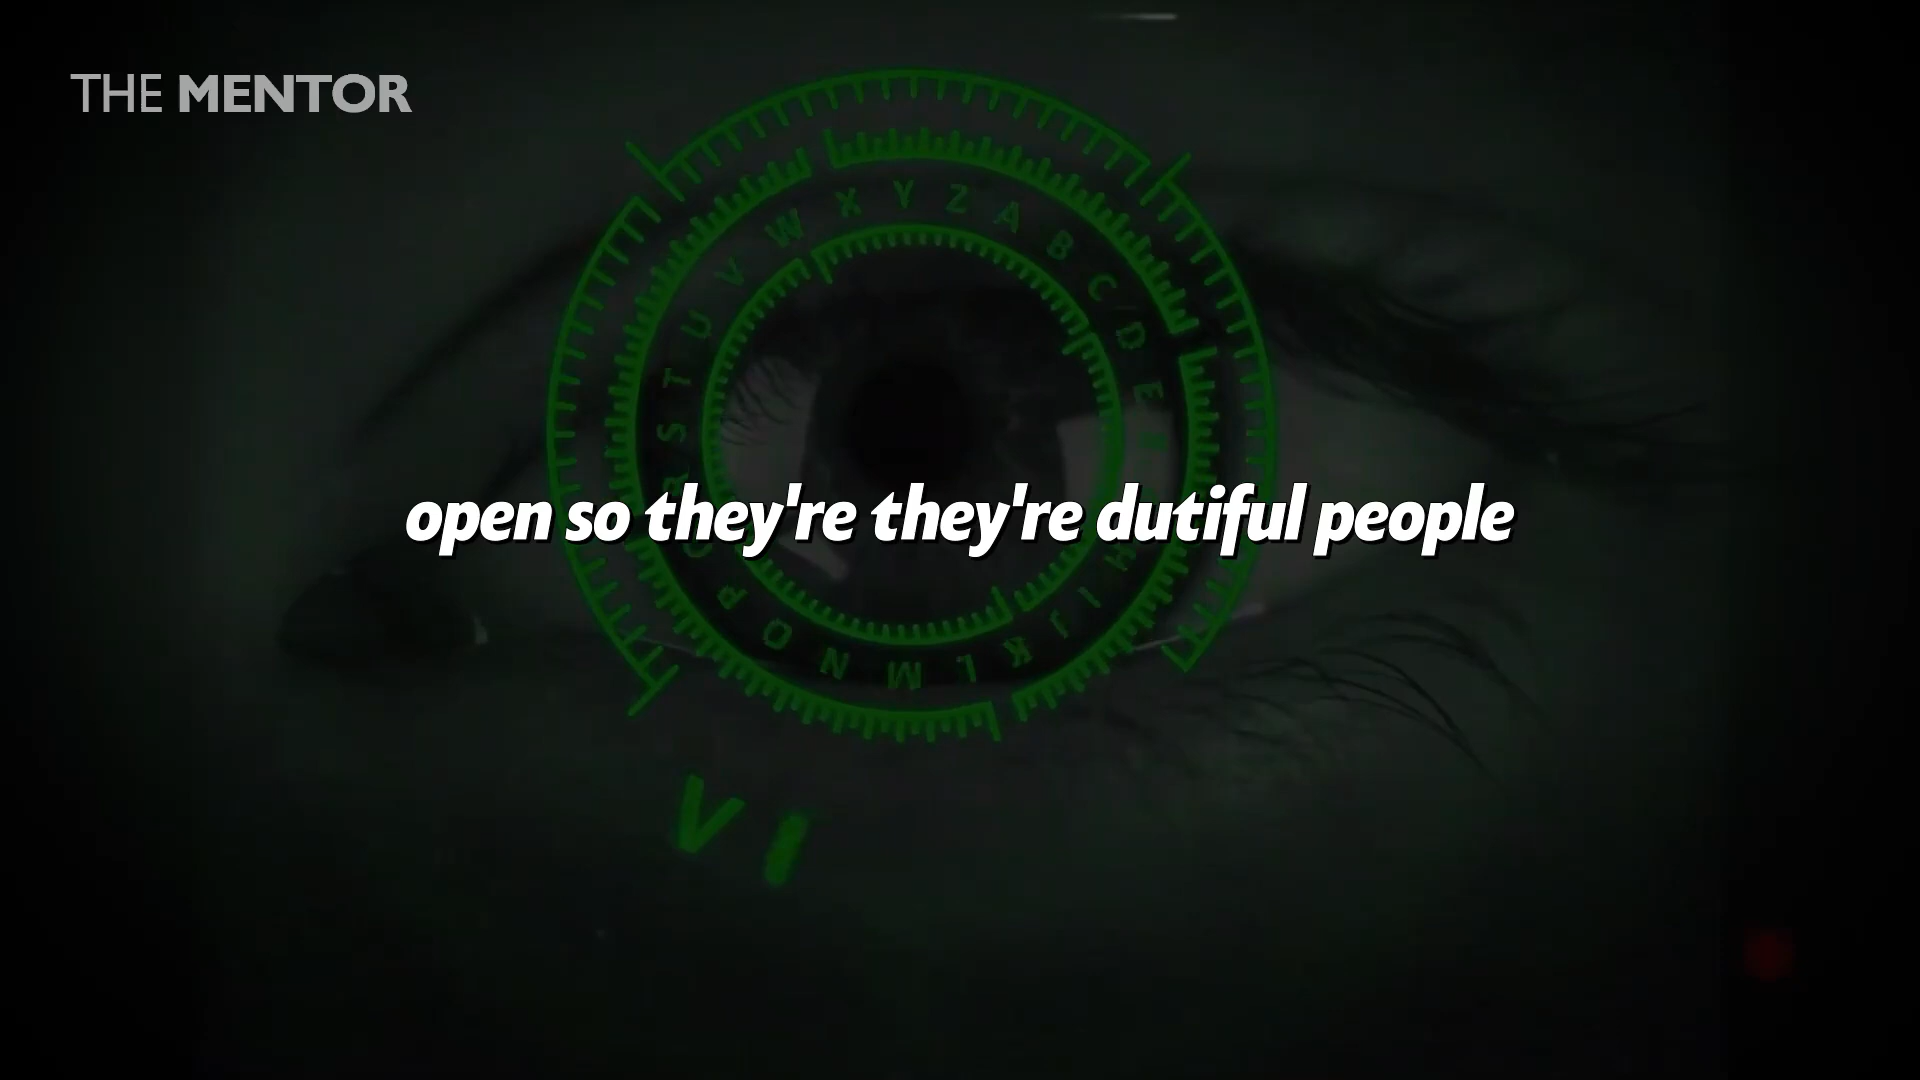 THE MENTOR
open so they're they're dutiful people
W X Y Z A B C D E
V
U
T
S
P O N M L K J I H
V I